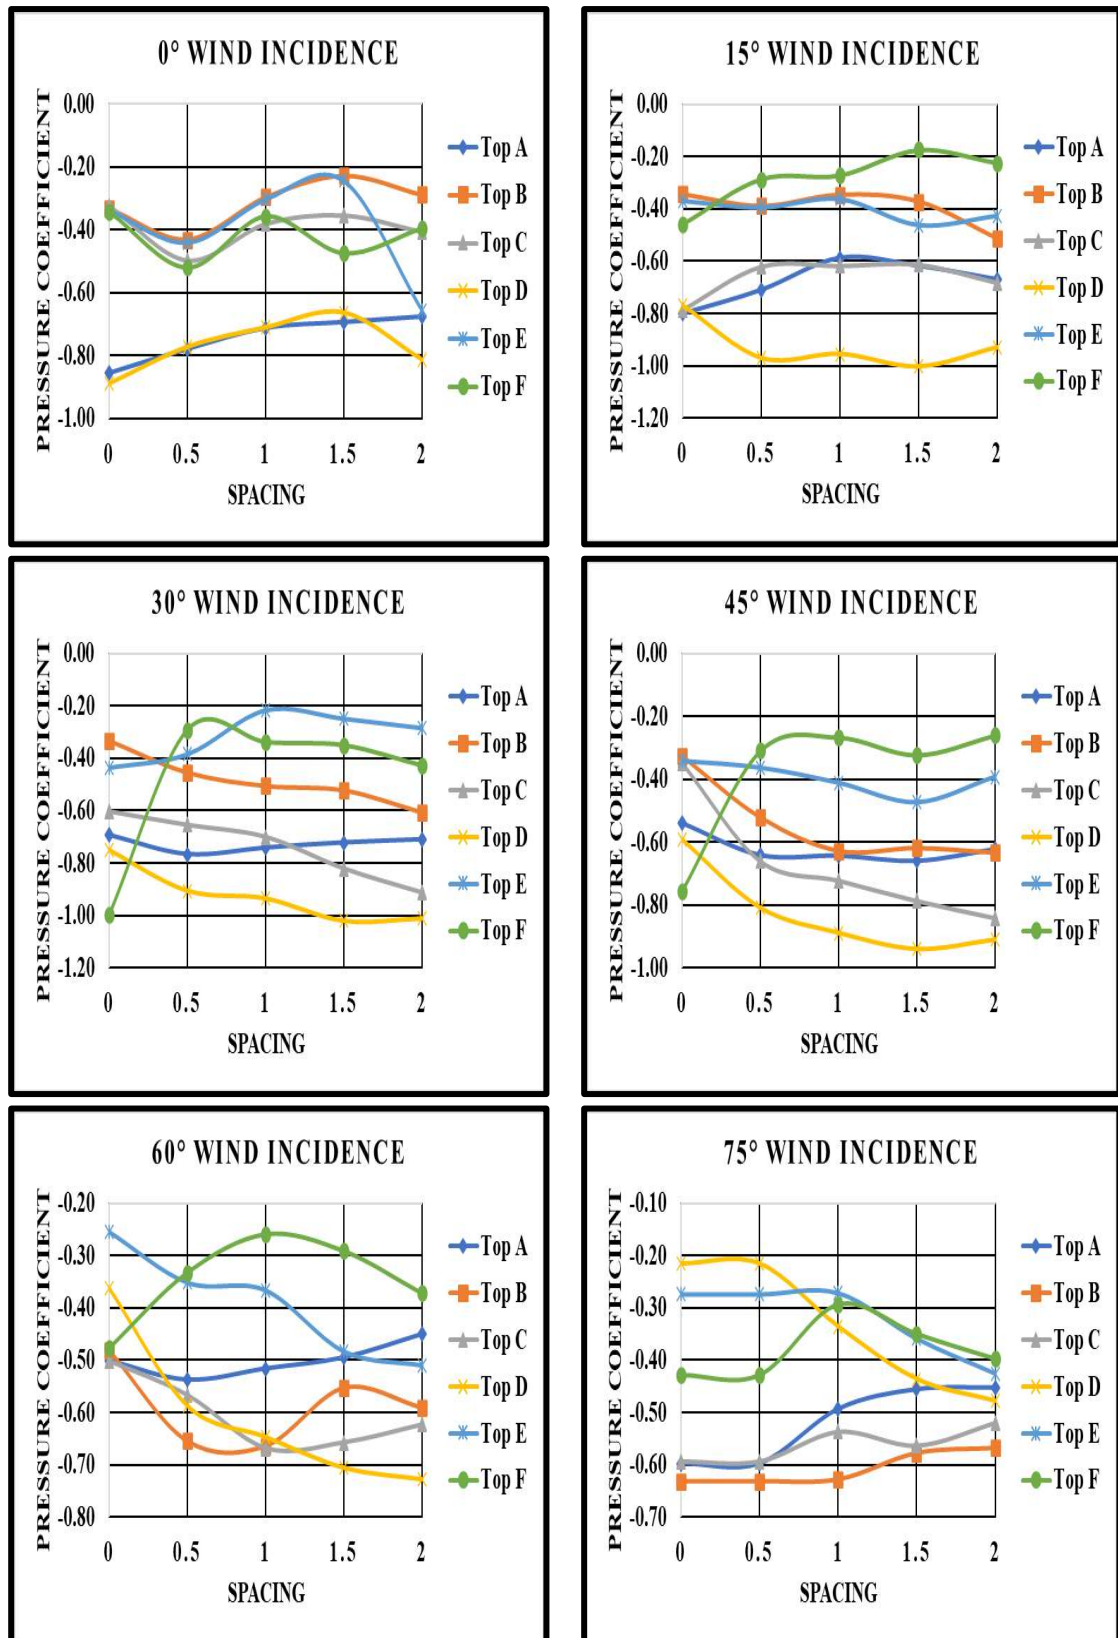 0° WIND INCIDENCE
PRESSURE COEFFICIENT
0.00
-0.20
-0.40
-0.60
-0.80
-1.00
0 0.5 1 1.5 2
SPACING
Top A
Top B
Top C
Top D
Top E
Top F
15° WIND INCIDENCE
PRESSURE COEFFICIENT
0.00
-0.20
-0.40
-0.60
-0.80
-1.00
-1.20
0 0.5 1 1.5 2
SPACING
Top A
Top B
Top C
Top D
Top E
Top F
30° WIND INCIDENCE
PRESSURE COEFFICIENT
0.00
-0.20
-0.40
-0.60
-0.80
-1.00
-1.20
0 0.5 1 1.5 2
SPACING
Top A
Top B
Top C
Top D
Top E
Top F
45° WIND INCIDENCE
PRESSURE COEFFICIENT
0.00
-0.20
-0.40
-0.60
-0.80
-1.00
0 0.5 1 1.5 2
SPACING
Top A
Top B
Top C
Top D
Top E
Top F
60° WIND INCIDENCE
PRESSURE COEFFICIENT
-0.20
-0.30
-0.40
-0.50
-0.60
-0.70
-0.80
0 0.5 1 1.5 2
SPACING
Top A
Top B
Top C
Top D
Top E
Top F
75° WIND INCIDENCE
PRESSURE COEFFICIENT
-0.10
-0.20
-0.30
-0.40
-0.50
-0.60
-0.70
0 0.5 1 1.5 2
SPACING
Top A
Top B
Top C
Top D
Top E
Top F